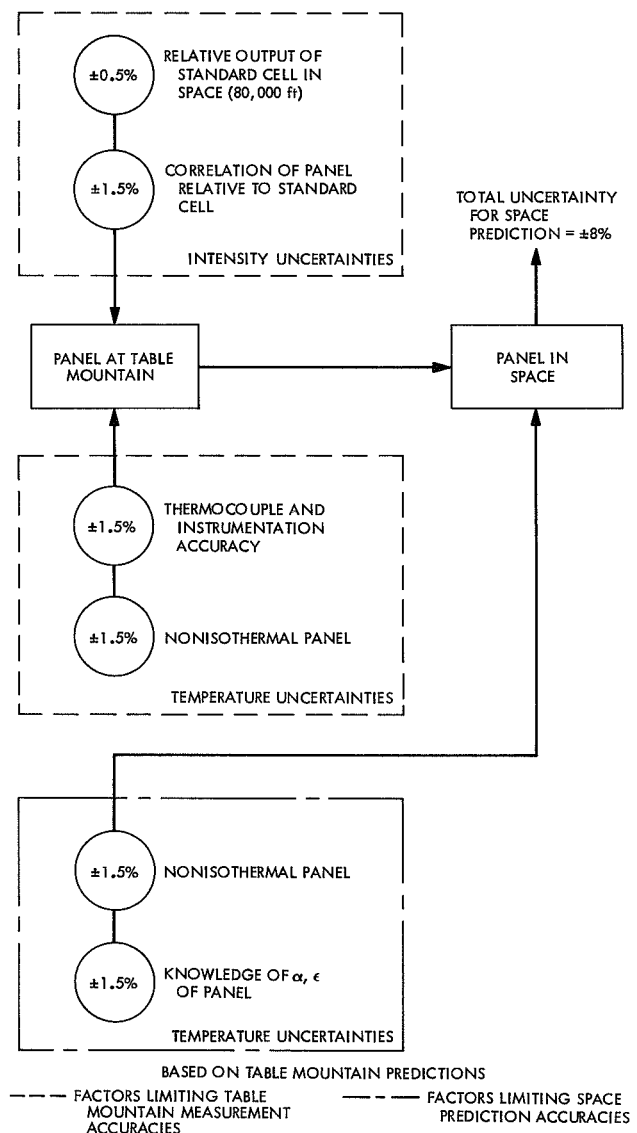 ±0.5%
RELATIVE OUTPUT OF
STANDARD CELL IN
SPACE (80,000 ft)
±1.5%
CORRELATION OF PANEL
RELATIVE TO STANDARD
CELL
INTENSITY UNCERTAINTIES
TOTAL UNCERTAINTY
FOR SPACE
PREDICTION = ±8%
PANEL AT TABLE
MOUNTAIN
PANEL IN
SPACE
±1.5%
THERMOCOUPLE AND
INSTRUMENTATION
ACCURACY
±1.5%
NONISOTHERMAL PANEL
TEMPERATURE UNCERTAINTIES
±1.5%
NONISOTHERMAL PANEL
±1.5%
KNOWLEDGE OF α, ϵ
OF PANEL
TEMPERATURE UNCERTAINTIES
BASED ON TABLE MOUNTAIN PREDICTIONS
FACTORS LIMITING TABLE
MOUNTAIN MEASUREMENT
ACCURACIES
FACTORS LIMITING SPACE
PREDICTION ACCURACIES